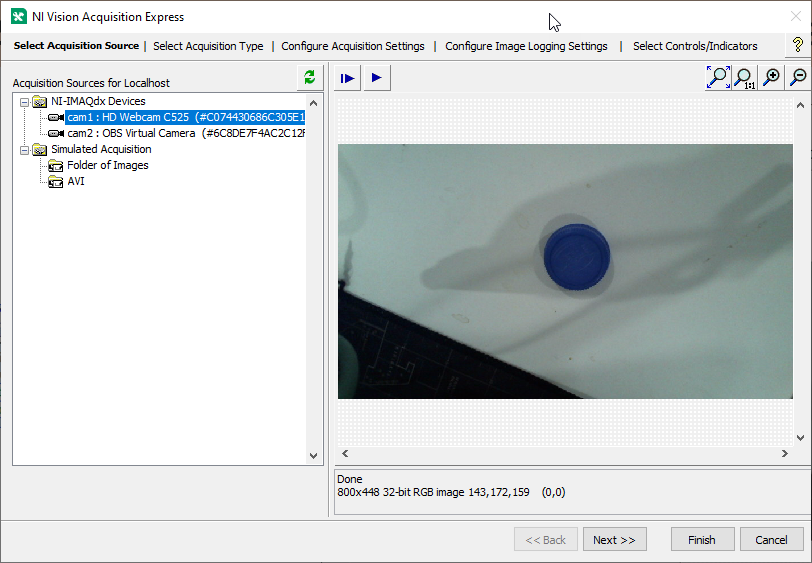 NI Vision Acquisition Express
Select Acquisition Source | Select Acquisition Type | Configure Acquisition Settings | Configure Image Logging Settings | Select Controls/Indicators
Acquisition Sources for Localhost
NI-IMAQdx Devices
cam1 : HD Webcam C525 (#C074430686C305E1
cam2 : OBS Virtual Camera (#6C8DE7F4AC2C12F
Simulated Acquisition
Folder of Images
AVI
1:1
Done
800x448 32-bit RGB image 143,172,159 (0,0)
<< Back
Next >>
Finish
Cancel